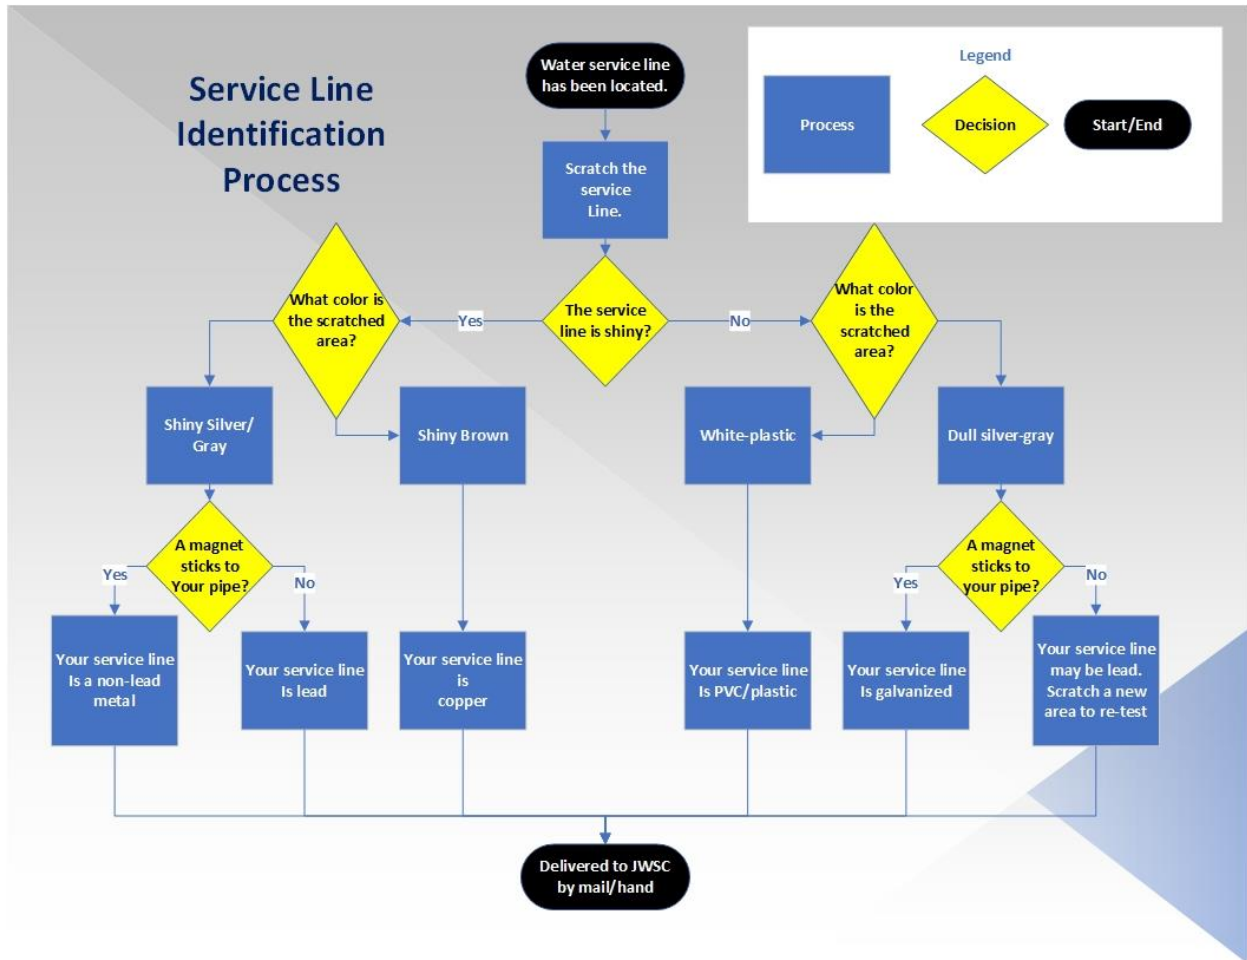 Service Line
Identification
Process
Water service line
has been located.
Legend
Process
Decision
Start/End
Scratch the
service
Line.
What color is
the scratched
area?
Yes
The service
line is shiny?
No
What color
is the
scratched
area?
Shiny Silver/
Gray
Shiny Brown
White-plastic
Dull silver-gray
A magnet
sticks to
Your pipe?
Yes
No
A magnet
sticks to
your pipe?
Yes
No
Your service line
Is a non-lead
metal
Your service line
Is lead
Your service line
is
copper
Your service line
Is PVC/plastic
Your service line
Is galvanized
Your service line
may be lead.
Scratch a new
area to re-test
Delivered to JWSC
by mail/hand